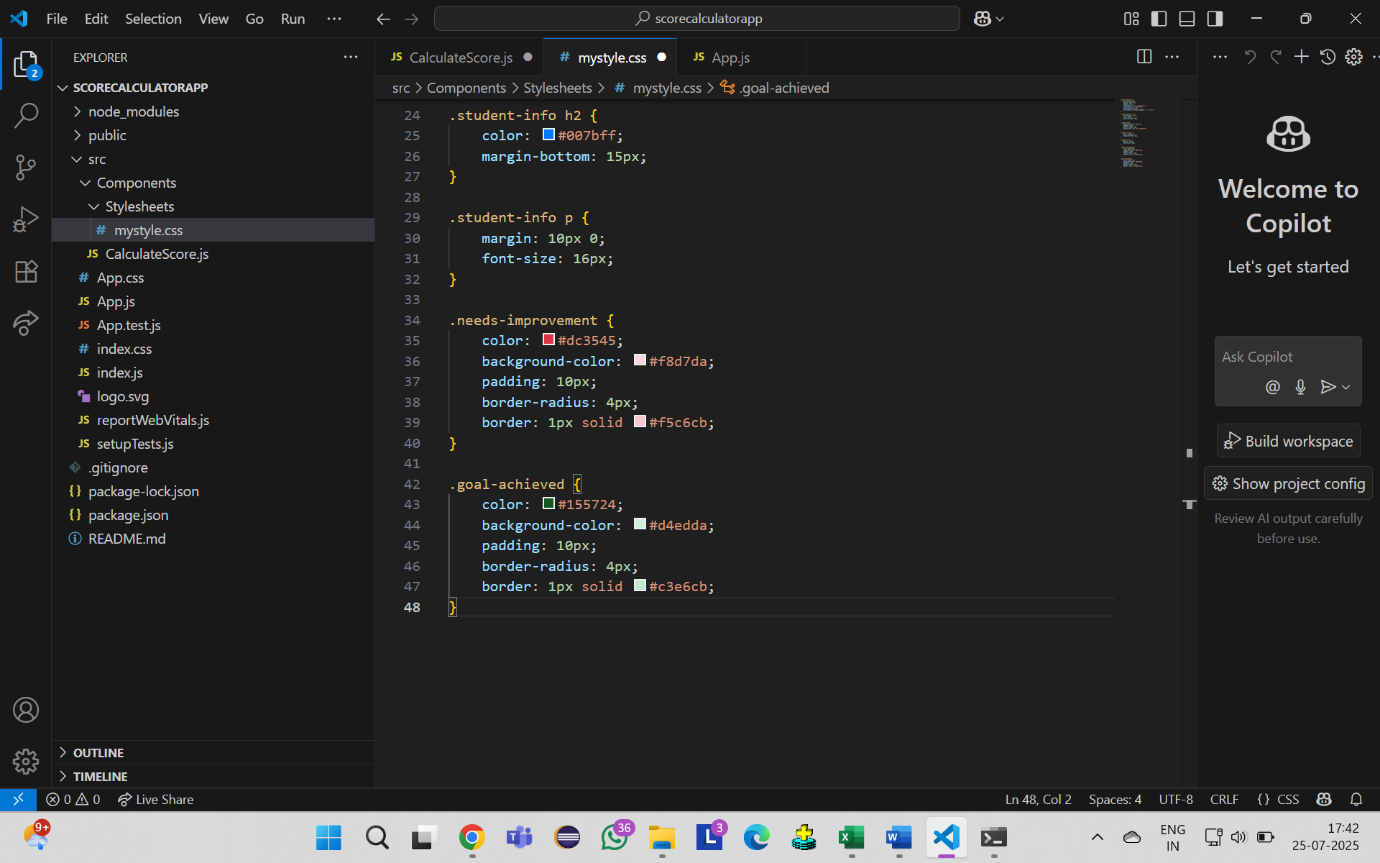 File Edit Selection View Go Run ··· scorecalculatorapp
EXPLORER ···
2
SCORECALCULATORAPP
node_modules
public
src
Components
Stylesheets
# mystyle.css
JS CalculateScore.js
# App.css
JS App.js
JS App.test.js
# index.css
JS index.js
logo.svg
JS reportWebVitals.js
JS setupTests.js
.gitignore
{} package-lock.json
{} package.json
README.md
OUTLINE
TIMELINE
JS CalculateScore.js # mystyle.css JS App.js
src > Components > Stylesheets > # mystyle.css > .goal-achieved
24 .student-info h2 {
25 color: #007bff;
26 margin-bottom: 15px;
27 }
28
29 .student-info p {
30 margin: 10px 0;
31 font-size: 16px;
32 }
33
34 .needs-improvement {
35 color: #dc3545;
36 background-color: #f8d7da;
37 padding: 10px;
38 border-radius: 4px;
39 border: 1px solid #f5c6cb;
40 }
41
42 .goal-achieved {
43 color: #155724;
44 background-color: #d4edda;
45 padding: 10px;
46 border-radius: 4px;
47 border: 1px solid #c3e6cb;
48 }
Welcome to
Copilot
Let's get started
Ask Copilot
@
Build workspace
Show project config
Review AI output carefully
before use.
0 0 Live Share Ln 48, Col 2 Spaces: 4 UTF-8 CRLF {} CSS
9+ 36 L 3 X W ENG
IN 17:42
25-07-2025